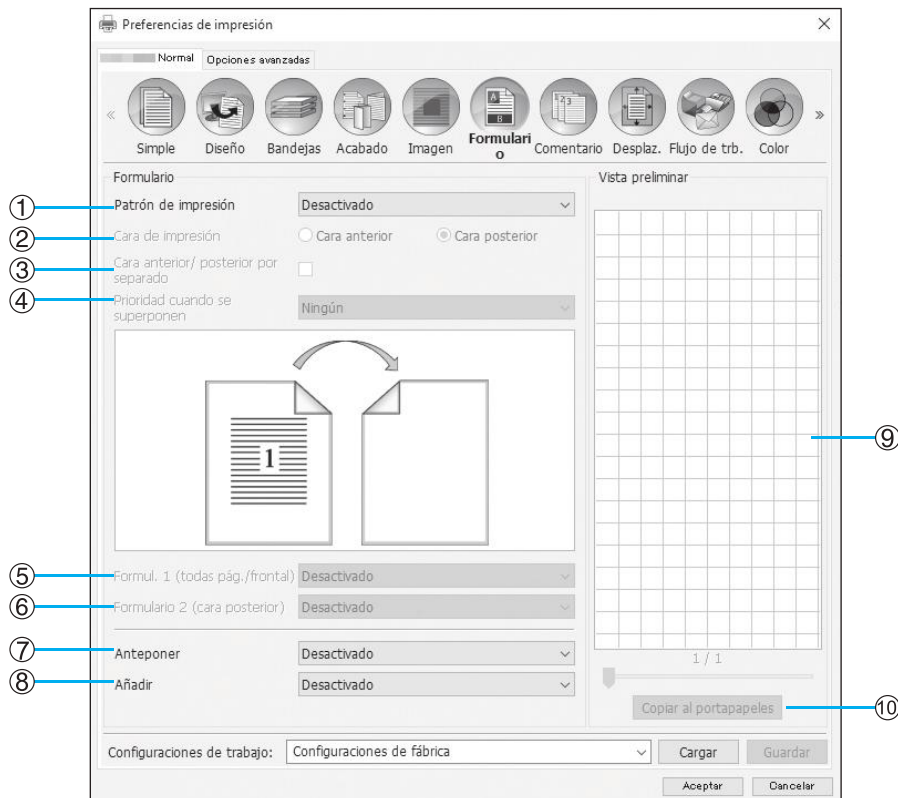 Preferencias de impresión
Normal Opciones avanzadas
« Simple Diseño Bandejas Acabado Imagen Formulari
o Comentario Desplaz. Flujo de trb. Color »
A
B
1 2 3
Formulario
Vista preliminar
① Patrón de impresión Desactivado
② Cara de impresión Cara anterior Cara posterior
③ Cara anterior/ posterior por
separado
④ Prioridad cuando se
superponen Ningún
1
⑨
⑤ Formul. 1 (todas pág./frontal) Desactivado
⑥ Formulario 2 (cara posterior) Desactivado
⑦ Anteponer Desactivado
1 / 1
⑧ Añadir Desactivado
Copiar al portapapeles ⑩
Configuraciones de trabajo: Configuraciones de fábrica Cargar Guardar
Aceptar Cancelar